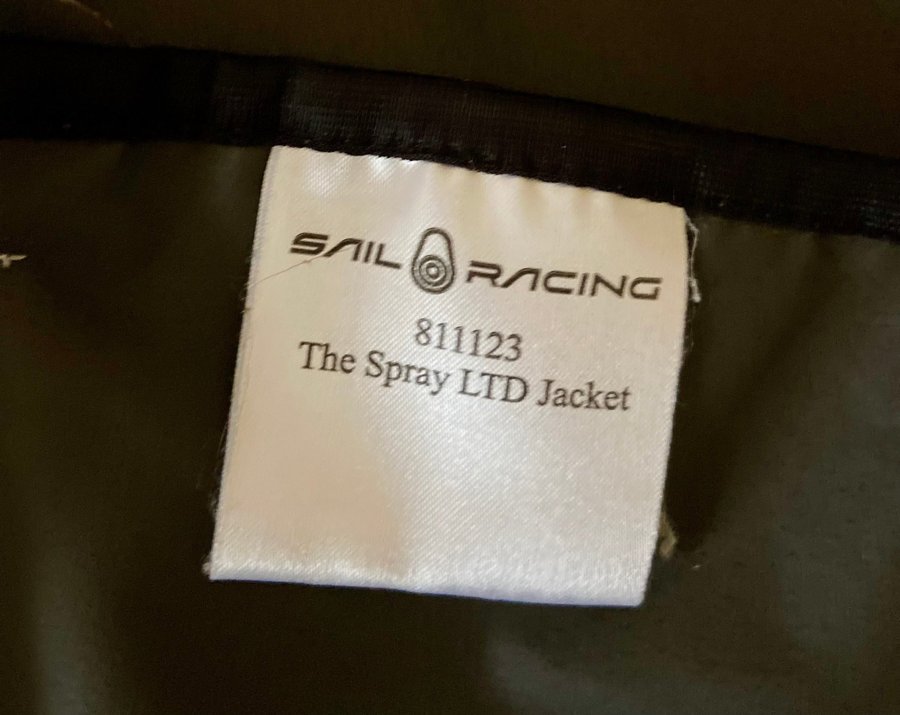 SAIL RACING
811123
The Spray LTD Jacket